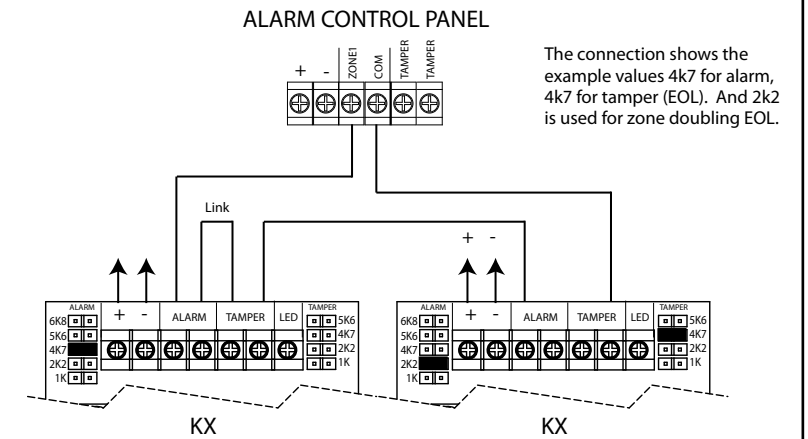 ALARM CONTROL PANEL
The connection shows the
example values 4k7 for alarm,
4k7 for tamper (EOL). And 2k2
is used for zone doubling EOL.
+ - ZONE1 COM TAMPER TAMPER
Link
+ -
ALARM + - ALARM TAMPER LED TAMPER
6K8
5K6
4K7
2K2
1K
5K6
4K7
2K2
1K
ALARM + - ALARM TAMPER LED TAMPER
6K8
5K6
4K7
2K2
1K
5K6
4K7
2K2
1K
KX
KX